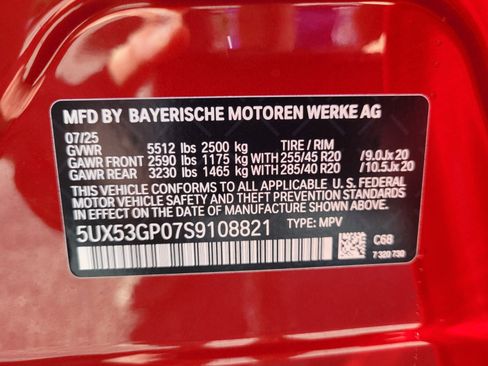 MFD BY BAYERISCHE MOTOREN WERKE AG
07/25
GVWR 5512 lbs 2500 kg TIRE / RIM
GAWR FRONT 2590 lbs 1175 kg WITH 255/45 R20 /9.0Jx20
GAWR REAR 3230 lbs 1465 kg WITH 285/40 R20 /10.5Jx20
THIS VEHICLE CONFORMS TO ALL APPLICABLE U. S. FEDERAL
MOTOR VEHICLE SAFETY AND THEFT PREVENTION STANDARDS
IN EFFECT ON THE DATE OF MANUFACTURE SHOWN ABOVE.
5UX53GP07S9108821 TYPE: MPV
C68
7 320 730